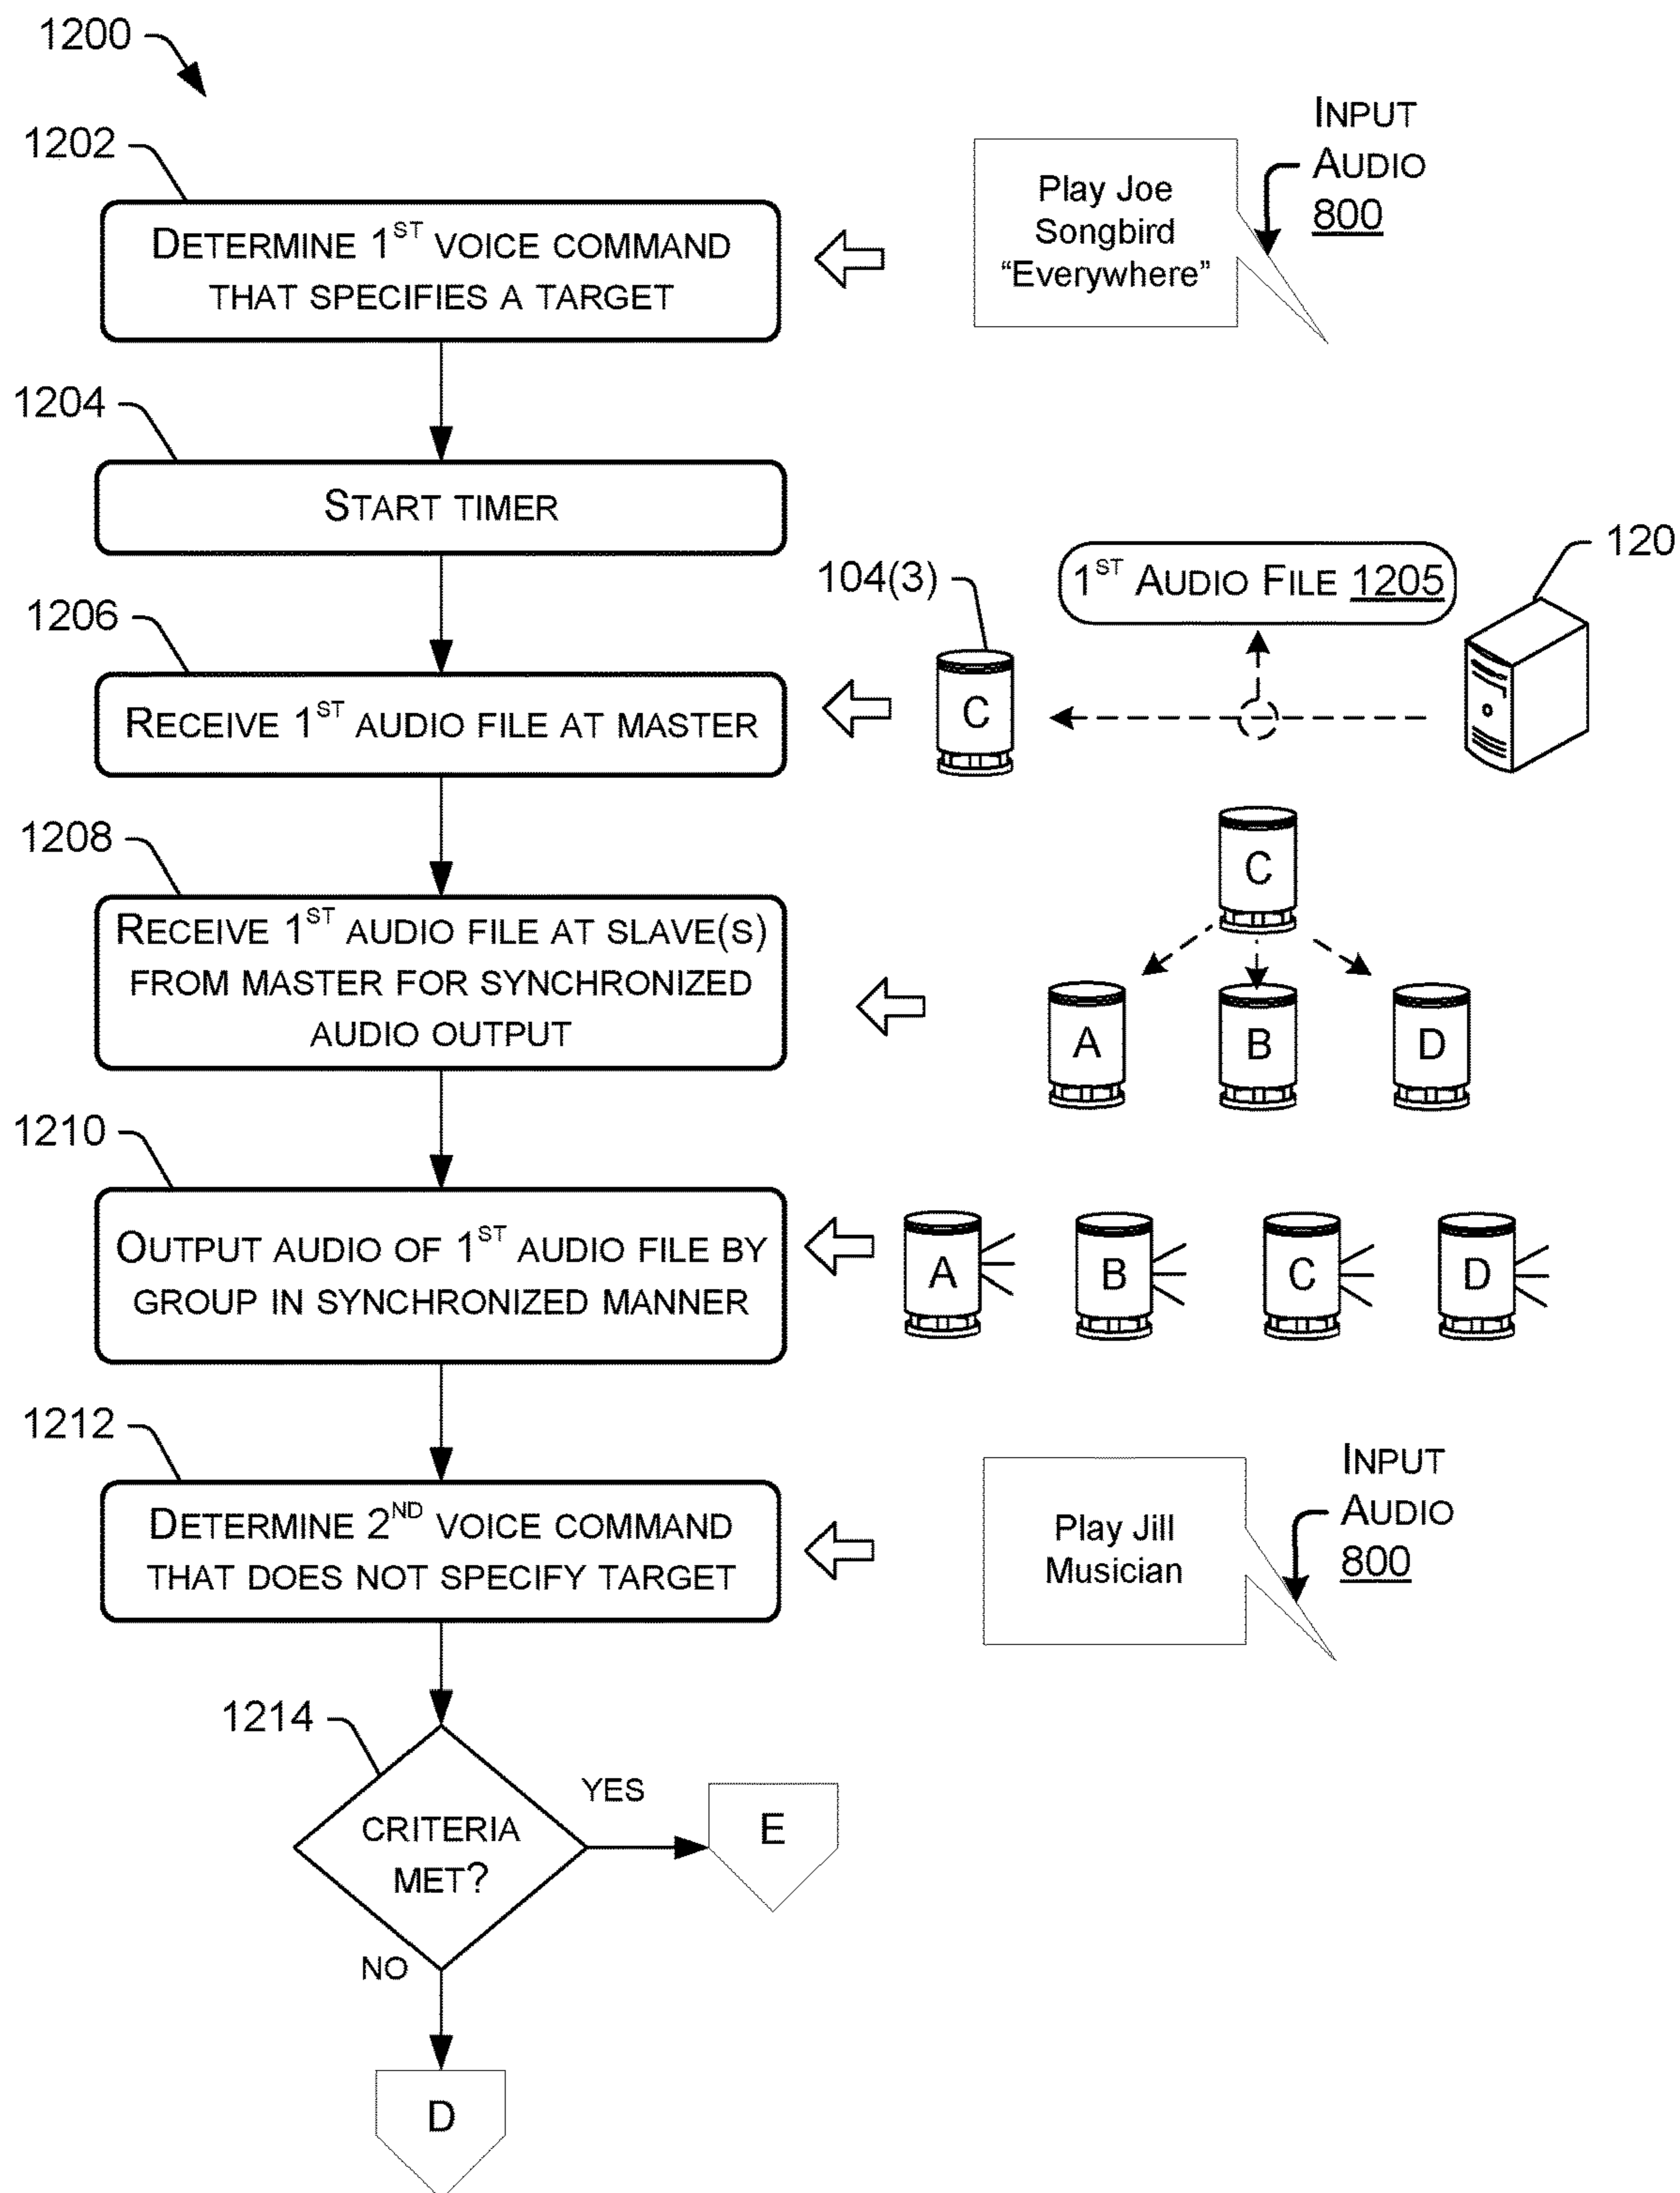 1200
1202
DETERMINE 1ST VOICE COMMAND
THAT SPECIFIES A TARGET
Play Joe
Songbird
“Everywhere”
INPUT
AUDIO
800
1204
START TIMER
1206
RECEIVE 1ST AUDIO FILE AT MASTER
104(3)
C
1ST AUDIO FILE 1205
120
1208
RECEIVE 1ST AUDIO FILE AT SLAVE(S)
FROM MASTER FOR SYNCHRONIZED
AUDIO OUTPUT
C
A B D
1210
OUTPUT AUDIO OF 1ST AUDIO FILE BY
GROUP IN SYNCHRONIZED MANNER
A B C D
1212
DETERMINE 2ND VOICE COMMAND
THAT DOES NOT SPECIFY TARGET
Play Jill
Musician
INPUT
AUDIO
800
1214
CRITERIA
MET?
YES
E
NO
D